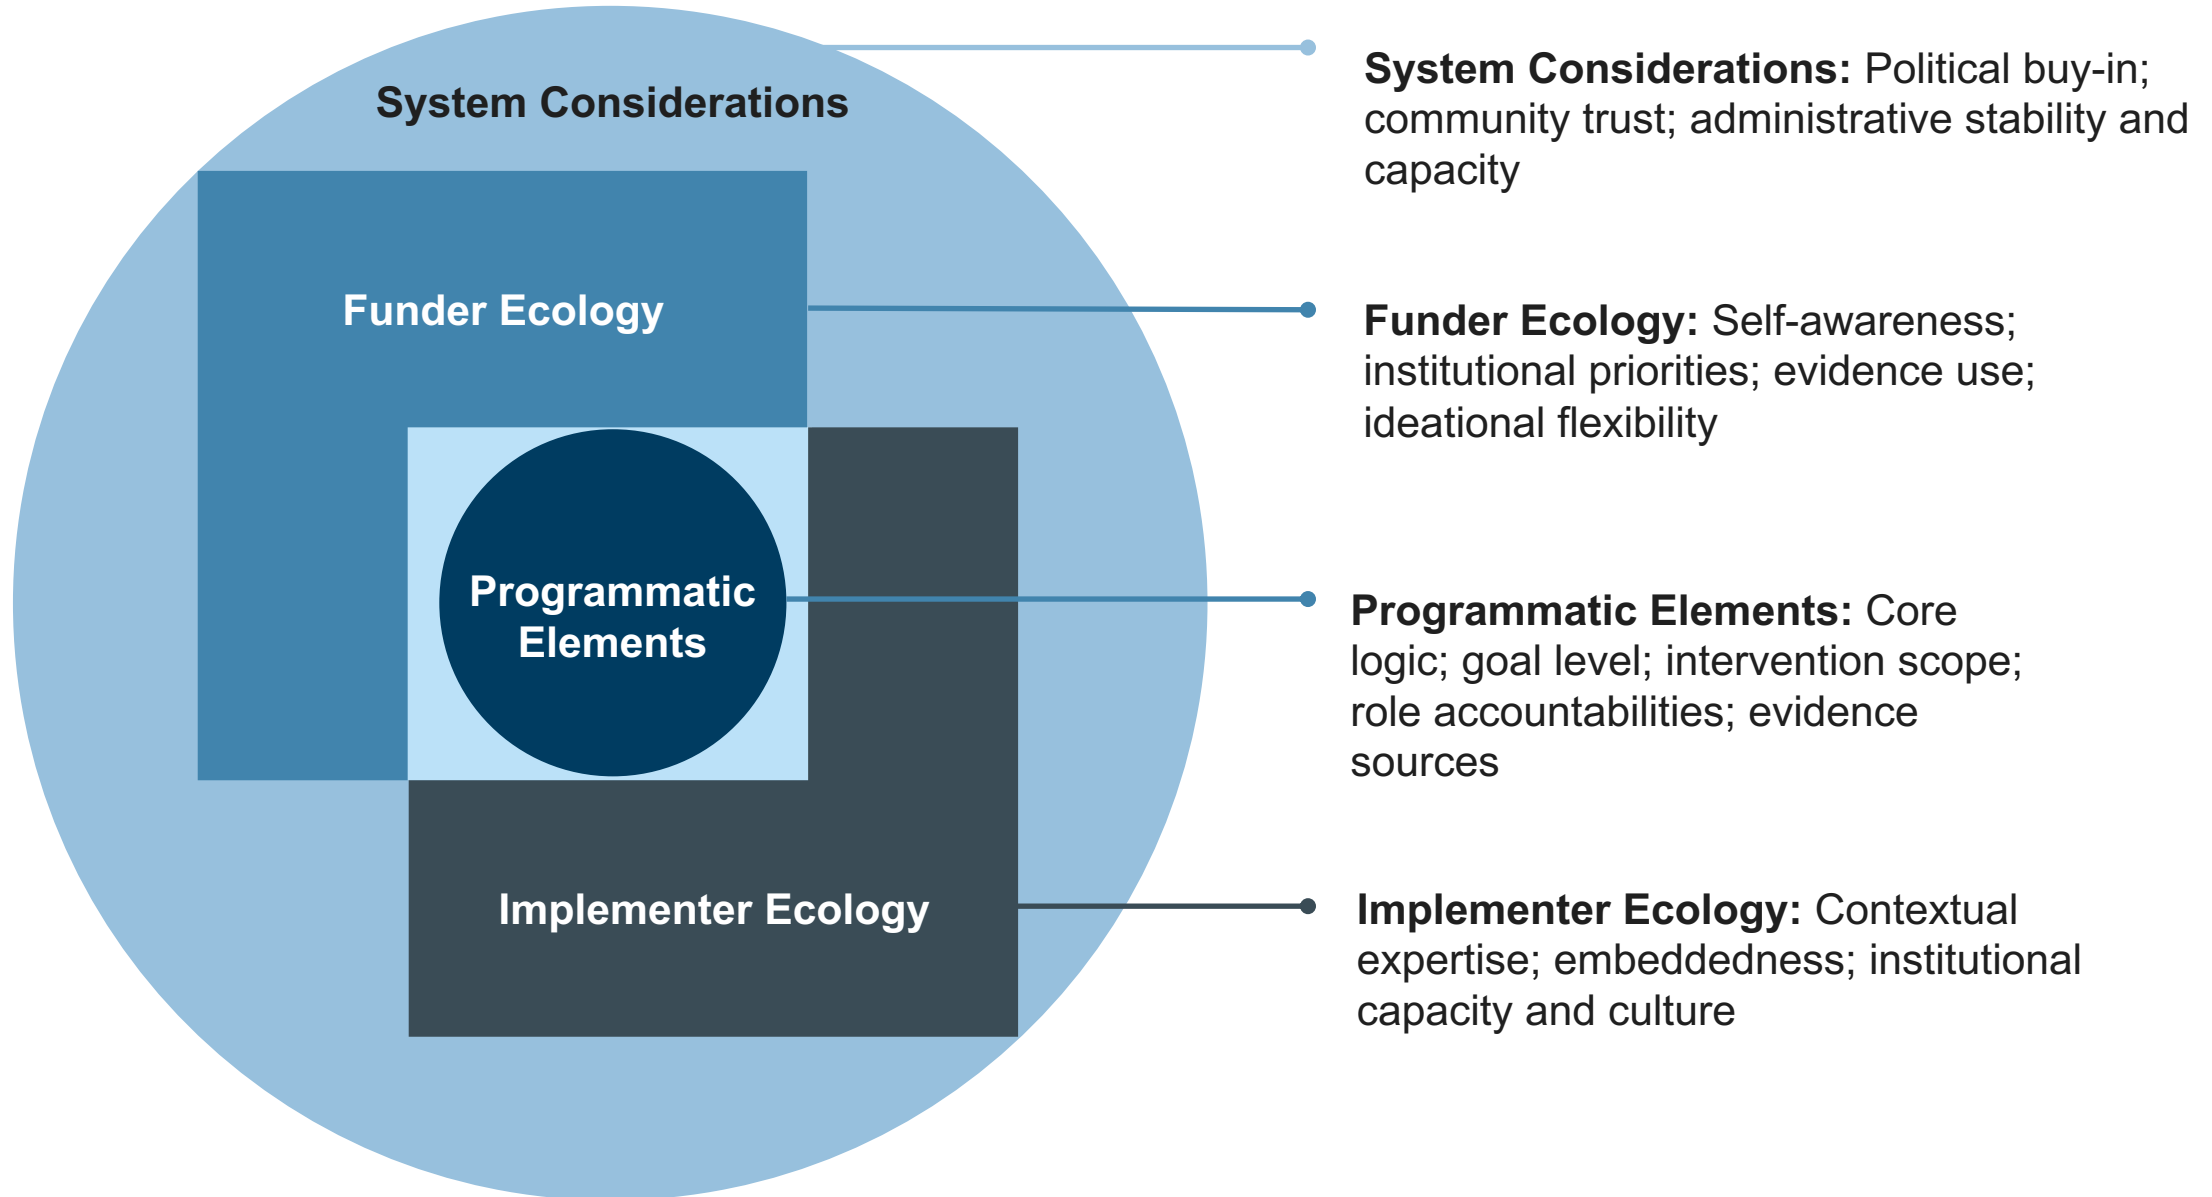 System Considerations
Funder Ecology
Programmatic
Elements
Implementer Ecology
System Considerations: Political buy-in;
community trust; administrative stability and
capacity
Funder Ecology: Self-awareness;
institutional priorities; evidence use;
ideational flexibility
Programmatic Elements: Core
logic; goal level; intervention scope;
role accountabilities; evidence
sources
Implementer Ecology: Contextual
expertise; embeddedness; institutional
capacity and culture